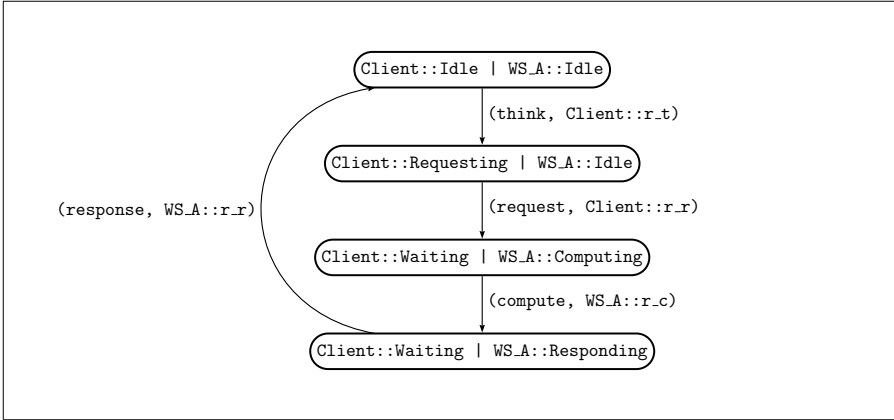 Client::Idle | WS_A::Idle
(think, Client::r_t)
Client::Requesting | WS_A::Idle
(request, Client::r_r)
(response, WS_A::r_r)
Client::Waiting | WS_A::Computing
(compute, WS_A::r_c)
Client::Waiting | WS_A::Responding